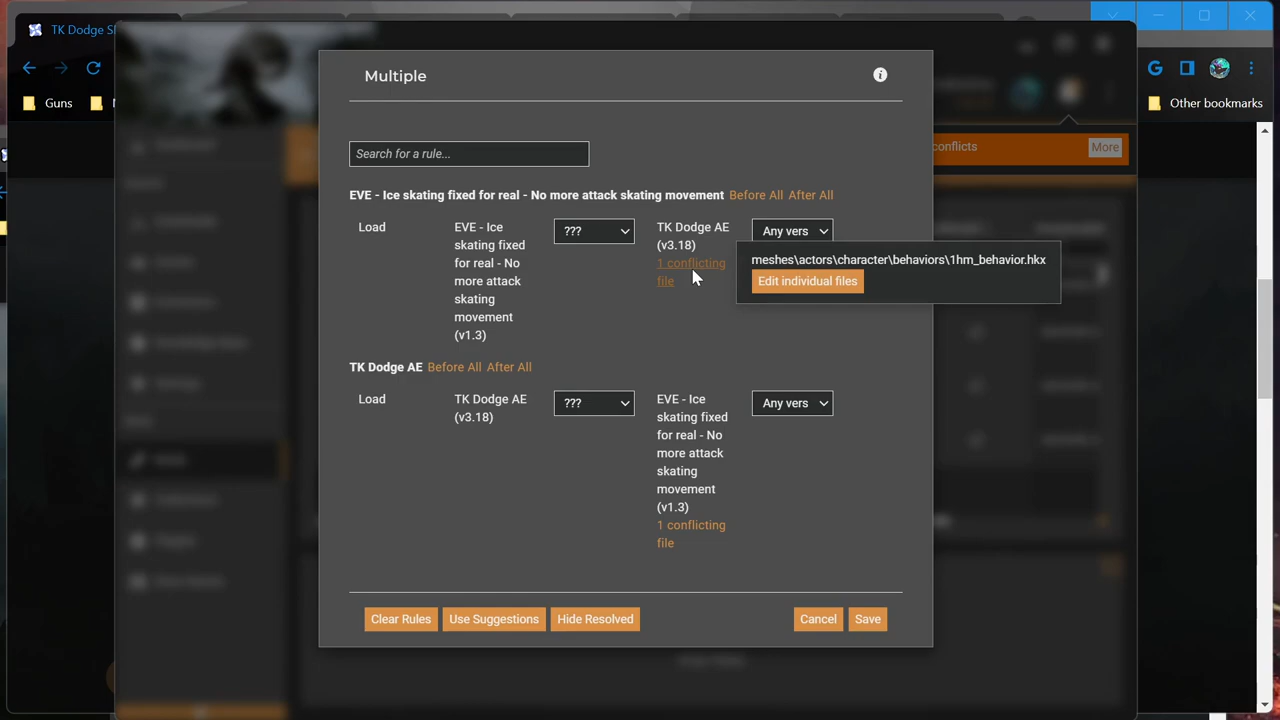 TK Dodge S
Guns
Other bookmarks
Multiple
Search for a rule...
conflicts
More
EVE - Ice skating fixed for real - No more attack skating movement Before All After All
Load
EVE - Ice
skating fixed
for real - No
more attack
skating
movement
(v1.3)
???
TK Dodge AE
(v3.18)
1 conflicting
file
Any vers
meshes\actors\character\behaviors\1hm_behavior.hkx
Edit individual files
TK Dodge AE Before All After All
Load
TK Dodge AE
(v3.18)
???
EVE - Ice
skating fixed
for real - No
more attack
skating
movement
(v1.3)
1 conflicting
file
Any vers
Clear Rules
Use Suggestions
Hide Resolved
Cancel
Save